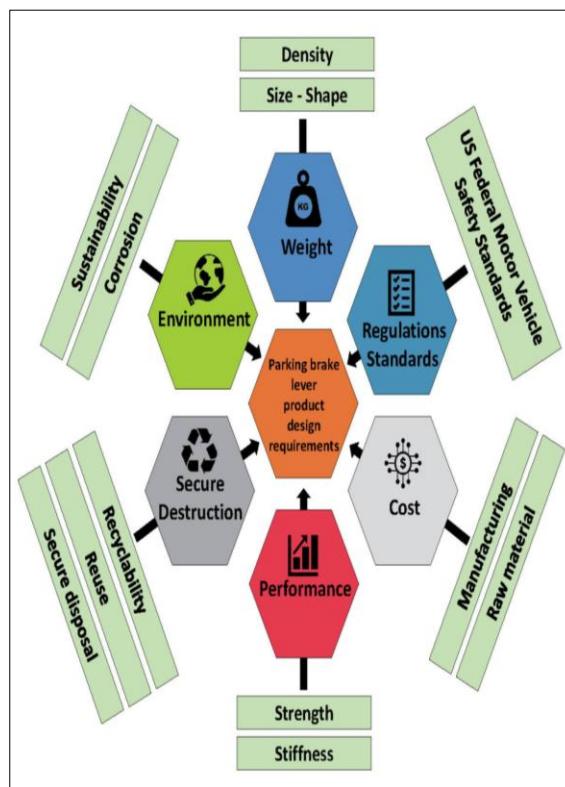 Density
Size - Shape
KG
Weight
US Federal Motor Vehicle
Safety Standards
Regulations
Standards
Sustainability
Corrosion
Environment
Parking brake
lever
product
design
requirements
Secure
Destruction
Recyclability
Reuse
Secure disposal
$
Cost
Manufacturing
Raw material
Performance
Strength
Stiffness